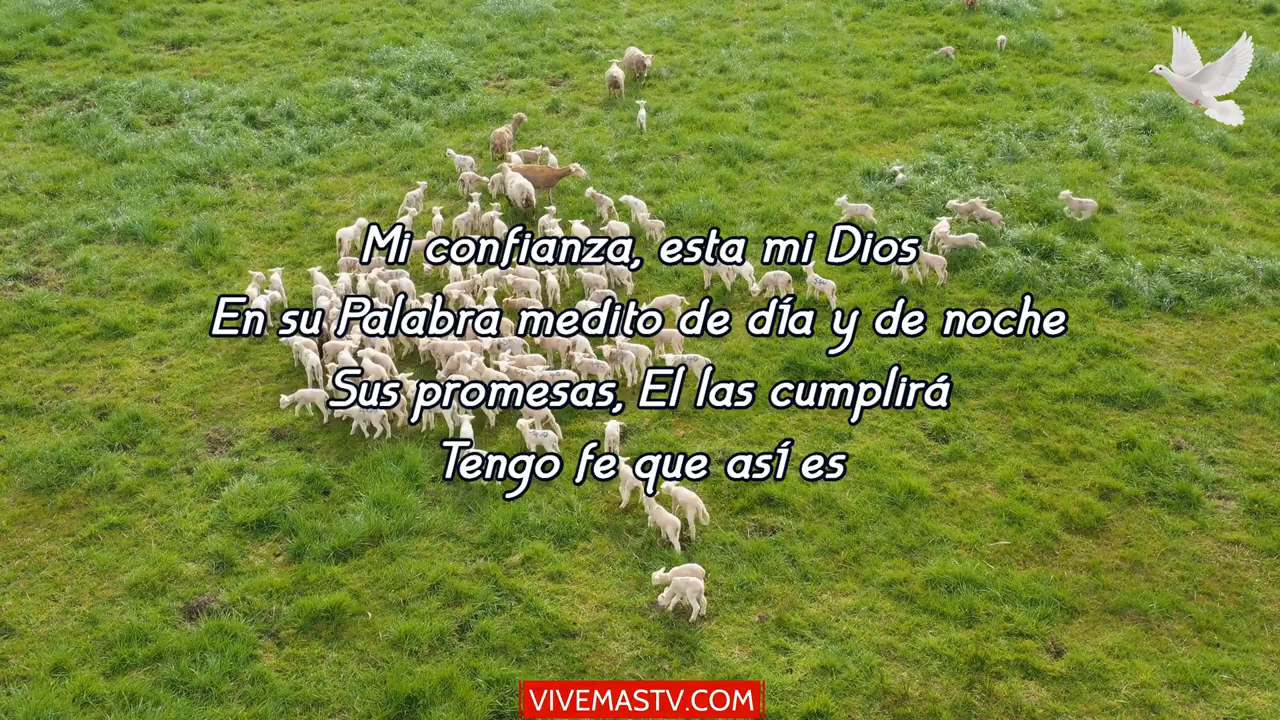 Mi confianza, esta mi Dios
En su Palabra medito de día y de noche
Sus promesas, El las cumplirá
Tengo fe que así es
VIVEMASTV.COM